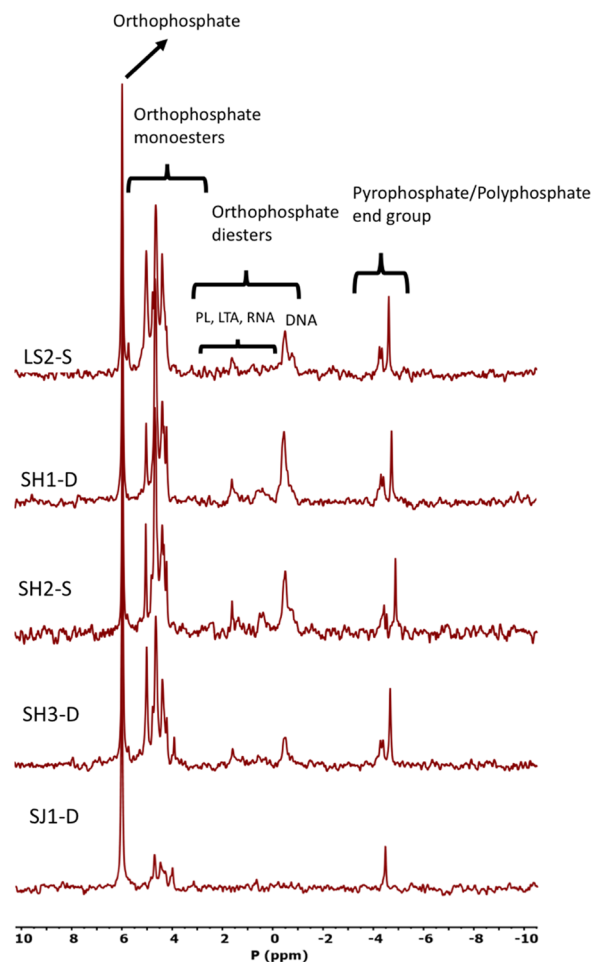 Orthophosphate
Orthophosphate
monoesters
Pyrophosphate/Polyphosphate
end group
Orthophosphate
diesters
PL, LTA, RNA
DNA
LS2-S
SH1-D
SH2-S
SH3-D
SJ1-D
10 8 6 4 2 0 -2 -4 -6 -8 -10
P (ppm)